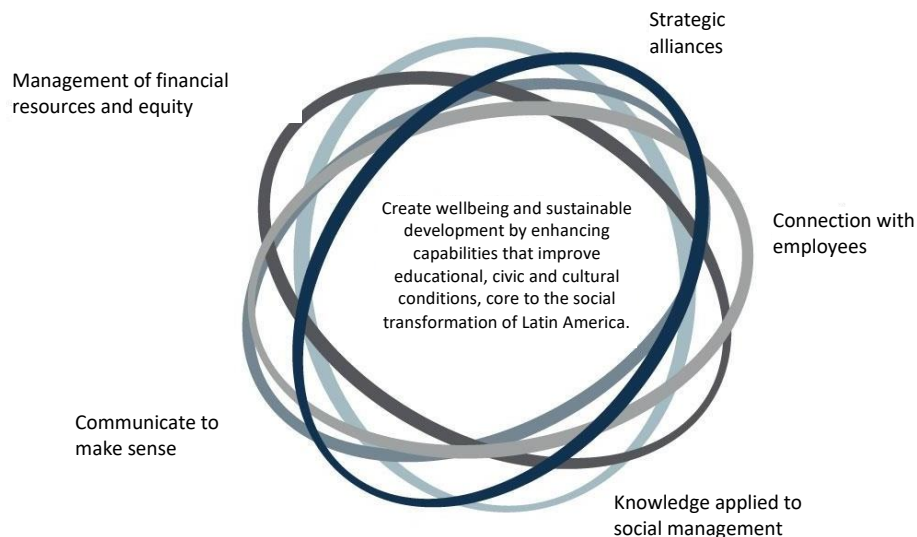 Strategic
alliances
Management of financial
resources and equity
Create wellbeing and sustainable
development by enhancing
capabilities that improve
educational, civic and cultural
conditions, core to the social
transformation of Latin America.
Connection with
employees
Communicate to
make sense
Knowledge applied to
social management